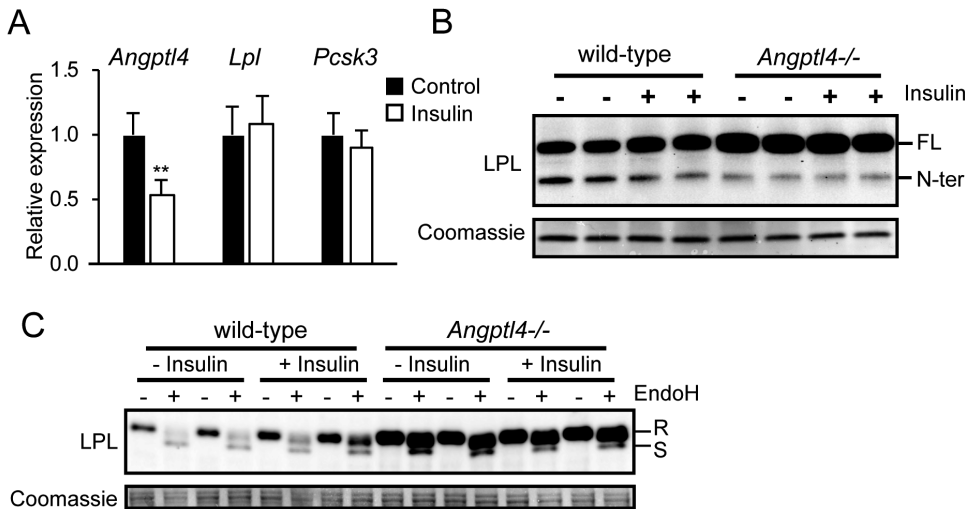 A
Angptl4 Lpl Pcsk3
1.5
1.0
0.5
0.0
Relative expression
**
Control
Insulin
B
wild-type Angptl4-/-
- - + + - - + + Insulin
LPL
FL
N-ter
Coomassie
C
wild-type Angptl4-/-
- Insulin + Insulin - Insulin + Insulin
- + - + - + - + - + - + - + - + EndoH
LPL
R
S
Coomassie